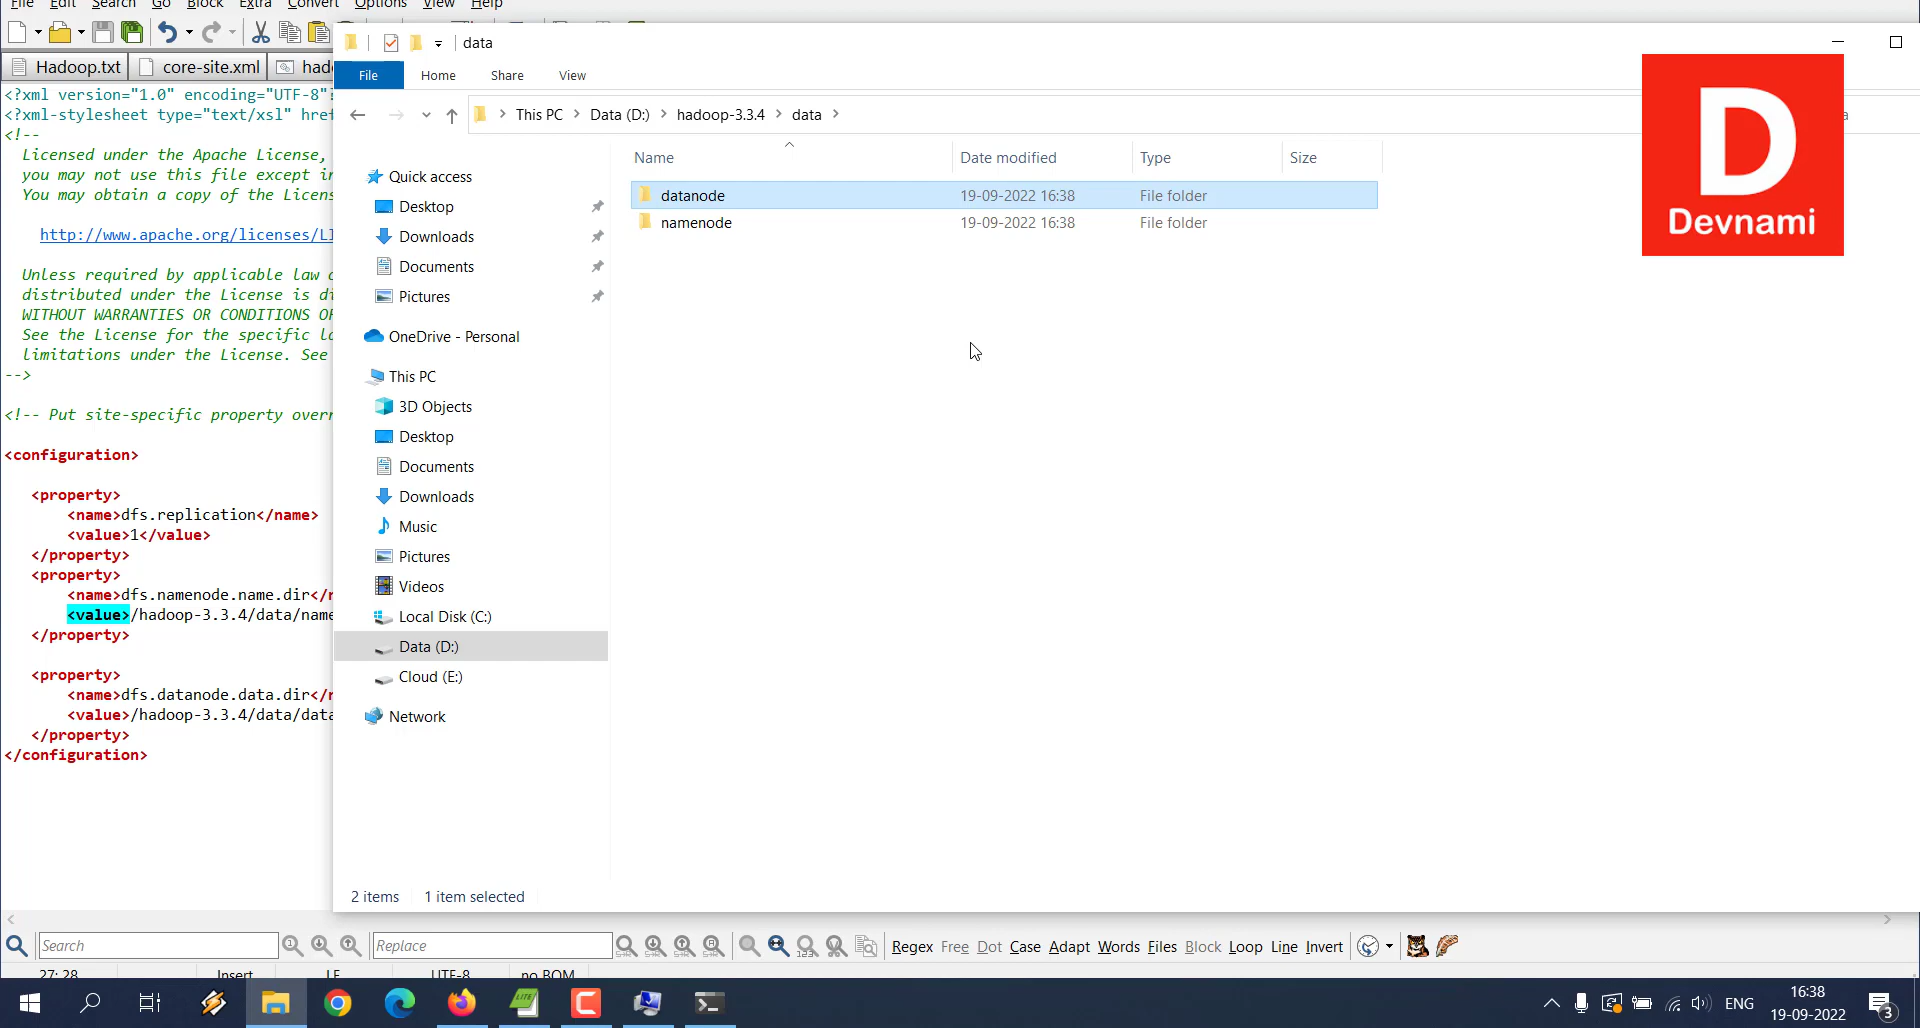 File Edit Search Go Block Extra Convert Options View Help
data
Hadoop.txt core-site.xml
File Home Share View
This PC > Data (D:) > hadoop-3.3.4 > data >
<?xml version="1.0" encoding="UTF-8"?
<?xml-stylesheet type="text/xsl"
<!--
Licensed under the Apache License,
you may not use this file except
You may obtain a copy of the
http://www.apache.org/licenses/
Unless required by applicable law
distributed under the License is
WITHOUT WARRANTIES OR CONDITIONS
See the License for the specific
limitations under the License. See
-->
<!-- Put site-specific property
<configuration>
<property>
<name>dfs.replication</name>
<value>1</value>
</property>
<property>
<name>dfs.namenode.name.dir</
<value>/hadoop-3.3.4/data/name
</property>
<property>
<name>dfs.datanode.data.dir</
<value>/hadoop-3.3.4/data/data
</property>
</configuration>
Quick access
Desktop
Downloads
Documents
Pictures
OneDrive - Personal
This PC
3D Objects
Desktop
Documents
Downloads
Music
Pictures
Videos
Local Disk (C:)
Data (D:)
Cloud (E:)
Network
Name Date modified Type Size
datanode 19-09-2022 16:38 File folder
namenode 19-09-2022 16:38 File folder
D
Devnami
2 items 1 item selected
Search Replace Regex Free Dot Case Adapt Words Files Block Loop Line Invert
27: 28 Insert LF UTF-8 no BOM
LITE
ENG
16:38
19-09-2022
3